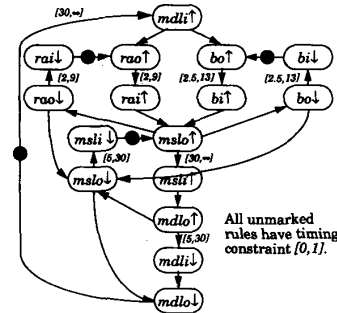 [30,∞]
mdli↑
rai↓
rao↑
bo↑
bi↓
[2,9]
[2,9]
[2.5,13]
[2.5,13]
rao↓
rai↑
bi↑
bo↓
msli↓
mslo↑
[5,30]
[30,∞]
mslo↓
msli↑
mdlo↑
All unmarked
rules have timing
constraint [0,1].
[5,30]
mdli↓
mdlo↓